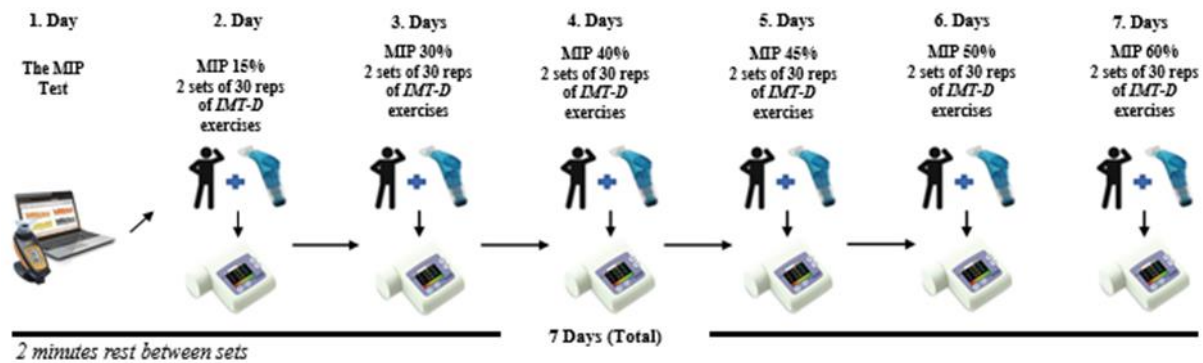 1. Day
The MIP
Test
2. Day
MIP 15%
2 sets of 30 reps
of IMT-D
exercises
3. Days
MIP 30%
2 sets of 30 reps
of IMT-D
exercises
4. Days
MIP 40%
2 sets of 30 reps
of IMT-D
exercises
5. Days
MIP 45%
2 sets of 30 reps
of IMT-D
exercises
6. Days
MIP 50%
2 sets of 30 reps
of IMT-D
exercises
7. Days
MIP 60%
2 sets of 30 reps
of IMT-D
exercises
7 Days (Total)
2 minutes rest between sets